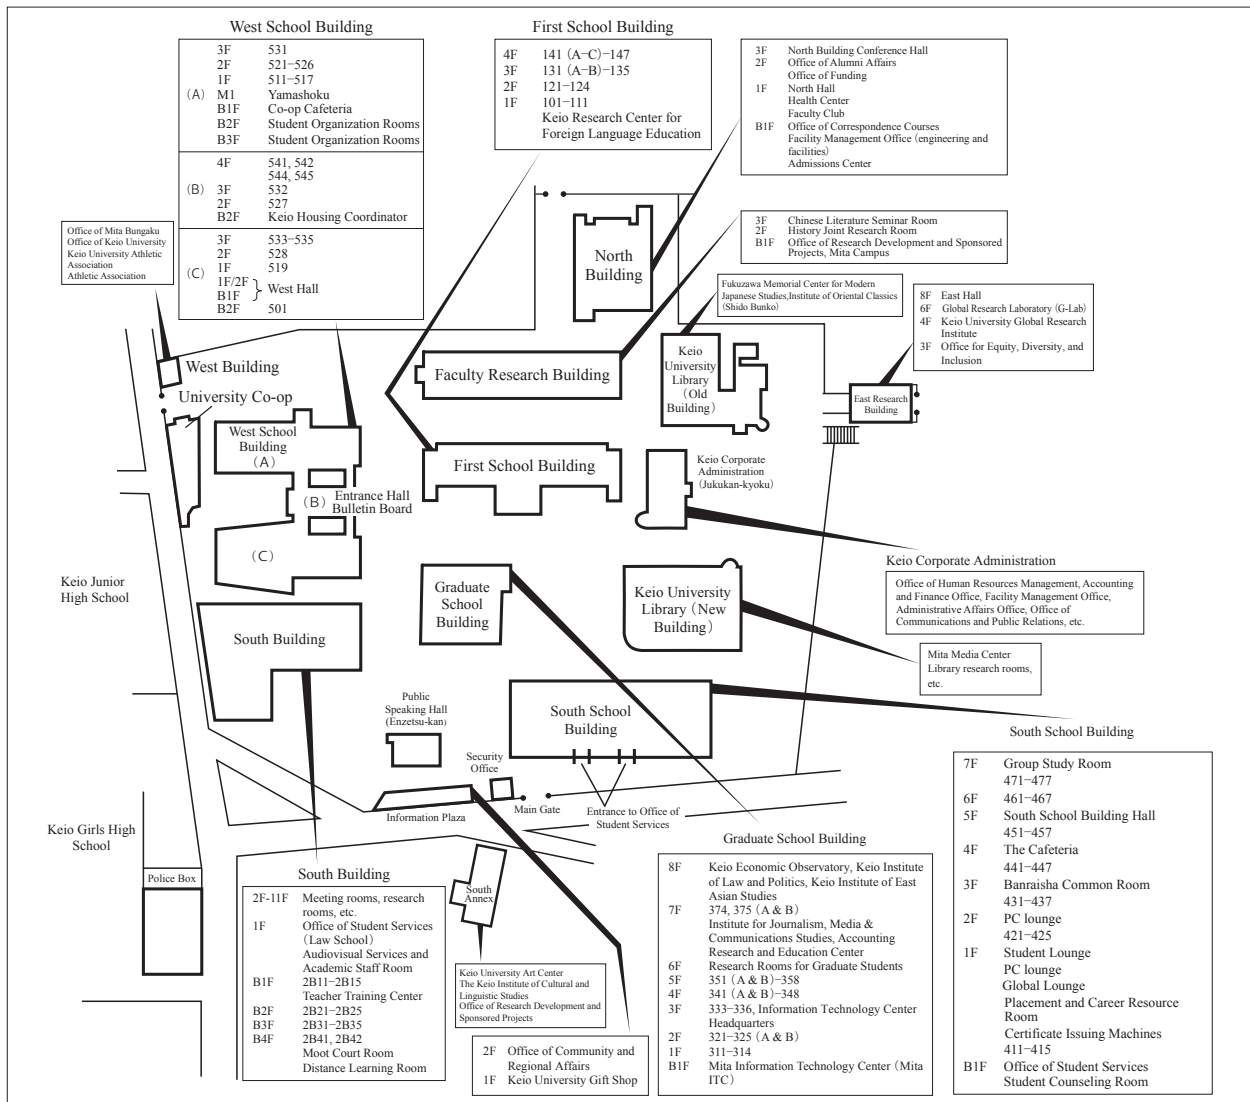 West School Building
3F 531
2F 521−526
1F 511−517
(A) M1 Yamashoku
B1F Co-op Cafeteria
B2F Student Organization Rooms
B3F Student Organization Rooms
4F 541, 542
544, 545
(B) 3F 532
2F 527
B2F Keio Housing Coordinator
3F 533−535
2F 528
(C) 1F 519
1F/2F
B1F } West Hall
B2F 501
First School Building
4F 141 (A−C)−147
3F 131 (A−B)−135
2F 121−124
1F 101−111
Keio Research Center for
Foreign Language Education
3F North Building Conference Hall
2F Office of Alumni Affairs
Office of Funding
1F North Hall
Health Center
Faculty Club
B1F Office of Correspondence Courses
Facility Management Office (engineering and
facilities)
Admissions Center
Office of Mita Bungaku
Office of Keio University
Keio University Athletic
Association
Athletic Association
3F Chinese Literature Seminar Room
2F History Joint Research Room
B1F Office of Research Development and Sponsored
Projects, Mita Campus
North
Building
Fukuzawa Memorial Center for Modern
Japanese Studies,Institute of Oriental Classics
(Shido Bunko)
8F East Hall
6F Global Research Laboratory (G-Lab)
4F Keio University Global Research
Institute
3F Office for Equity, Diversity, and
Inclusion
West Building
University Co-op
Faculty Research Building
Keio
University
Library
(Old
Building)
East Research
Building
West School
Building
(A)
(B)
Entrance Hall
Bulletin Board
(C)
First School Building
Keio Corporate
Administration
(Jukukan-kyoku)
Keio Corporate Administration
Office of Human Resources Management, Accounting
and Finance Office, Facility Management Office,
Administrative Affairs Office, Office of
Communications and Public Relations, etc.
Keio Junior
High School
Graduate
School
Building
Keio University
Library (New
Building)
South Building
Mita Media Center
Library research rooms,
etc.
Public
Speaking Hall
(Enzetsu-kan)
South School
Building
Security
Office
Information Plaza
Main Gate
Entrance to Office of
Student Services
Keio Girls High
School
Police Box
South
Annex
South Building
2F-11F Meeting rooms, research
rooms, etc.
1F Office of Student Services
(Law School)
Audiovisual Services and
Academic Staff Room
B1F 2B11−2B15
Teacher Training Center
B2F 2B21−2B25
B3F 2B31−2B35
B4F 2B41, 2B42
Moot Court Room
Distance Learning Room
Keio University Art Center
The Keio Institute of Cultural and
Linguistic Studies
Office of Research Development and
Sponsored Projects
2F Office of Community and
Regional Affairs
1F Keio University Gift Shop
Graduate School Building
8F Keio Economic Observatory, Keio Institute
of Law and Politics, Keio Institute of East
Asian Studies
7F 374, 375 (A & B)
Institute for Journalism, Media &
Communications Studies, Accounting
Research and Education Center
6F Research Rooms for Graduate Students
5F 351 (A & B)−358
4F 341 (A & B)−348
3F 333−336, Information Technology Center
Headquarters
2F 321−325 (A & B)
1F 311−314
B1F Mita Information Technology Center (Mita
ITC)
South School Building
7F Group Study Room
471−477
6F 461−467
5F South School Building Hall
451−457
4F The Cafeteria
441−447
3F Banraisha Common Room
431−437
2F PC lounge
421−425
1F Student Lounge
PC lounge
Global Lounge
Placement and Career Resource
Room
Certificate Issuing Machines
411−415
B1F Office of Student Services
Student Counseling Room